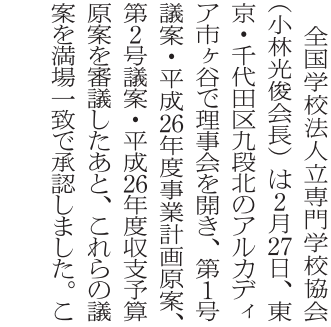 全国学校法人立専門学校協会
（小林光俊会長）は2月27日、東
京・千代田区九段北のアルカディ
ア市ヶ谷で理事会を開き、第1号
議案・平成26年度事業計画原案、
第2号議案・平成26年度収支予算
原案を審議したあと、これらの議
案を満場一致で承認しました。こ